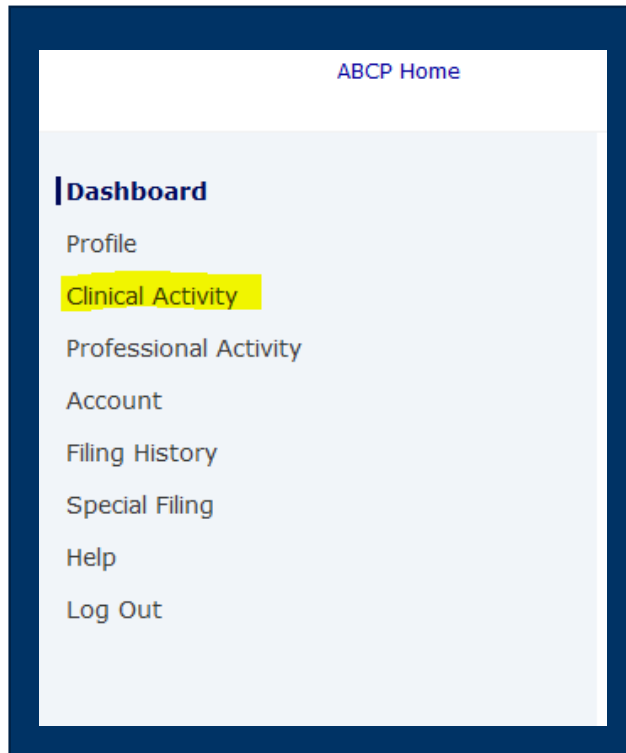 ABCP Home
Dashboard
Profile
Clinical Activity
Professional Activity
Account
Filing History
Special Filing
Help
Log Out